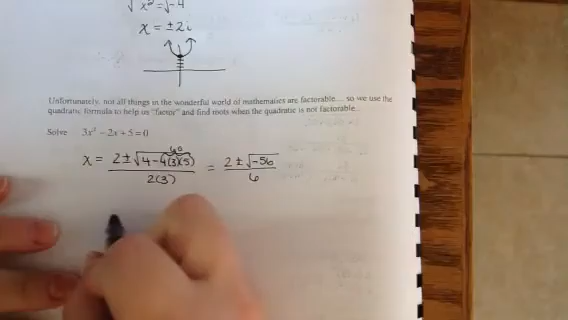 √x² = √-4
x = ±2i
Unfortunately, not all things in the wonderful world of mathematics are factorable.... so we use the
quadratic formula to help us "factor" and find roots when the quadratic is not factorable.
Solve 3x² − 2x + 5 = 0
60
x = 2 ± √4 − 4(3)(5) / 2(3) = 2 ± √−56 / 6